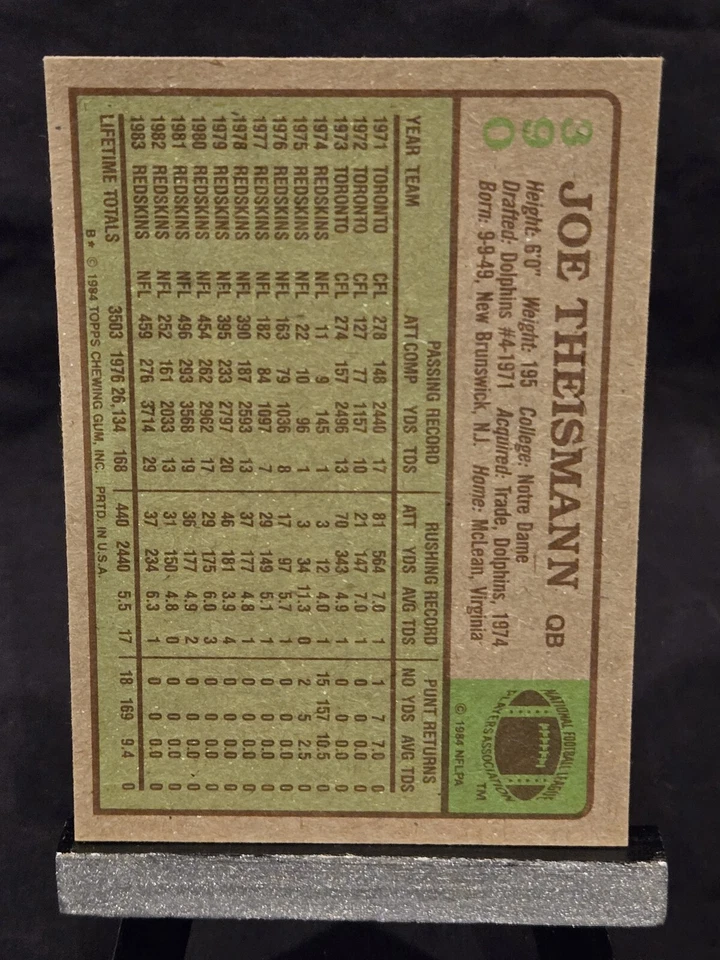 390
JOE THEISMANN QB
Height: 6'0" Weight: 195 College: Notre Dame
Drafted: Dolphins #4-1971 Acquired: Trade, Dolphins, 1974
Born: 9-9-49, New Brunswick, N.J. Home: McLean, Virginia
NATIONAL FOOTBALL LEAGUE
PLAYERS ASSOCIATION
TM
© 1984 NFLPA
PASSING RECORD RUSHING RECORD PUNT RETURNS
YEAR TEAM ATT COMP YDS TDS ATT YDS AVG TDS NO YDS AVG TDS
1971 TORONTO CFL 278 148 2440 17 81 564 7.0 1 1 7 7.0 0
1972 TORONTO CFL 127 77 1157 10 21 147 7.0 1 0 0 0.0 0
1973 TORONTO CFL 274 157 2496 13 70 343 4.9 1 0 0 0.0 0
1974 REDSKINS NFL 11 9 145 1 3 12 4.0 1 15 157 10.5 0
1975 REDSKINS NFL 22 10 96 1 3 34 11.3 0 2 5 2.5 0
1976 REDSKINS NFL 163 79 1036 8 17 97 5.7 1 0 0 0.0 0
1977 REDSKINS NFL 182 84 1097 7 29 149 5.1 1 0 0 0.0 0
1978 REDSKINS NFL 390 187 2593 13 37 177 4.8 1 0 0 0.0 0
1979 REDSKINS NFL 395 233 2797 20 46 181 3.9 4 0 0 0.0 0
1980 REDSKINS NFL 454 262 2962 17 29 175 6.0 3 0 0 0.0 0
1981 REDSKINS NFL 496 293 3568 19 36 177 4.9 2 0 0 0.0 0
1982 REDSKINS NFL 252 161 2033 13 31 150 4.8 0 0 0 0.0 0
1983 REDSKINS NFL 459 276 3714 29 37 234 6.3 1 0 0 0.0 0
LIFETIME TOTALS 3503 1976 26,134 168 440 2440 5.5 17 18 169 9.4 0
B* © 1984 TOPPS CHEWING GUM, INC. PRTD. IN U.S.A.